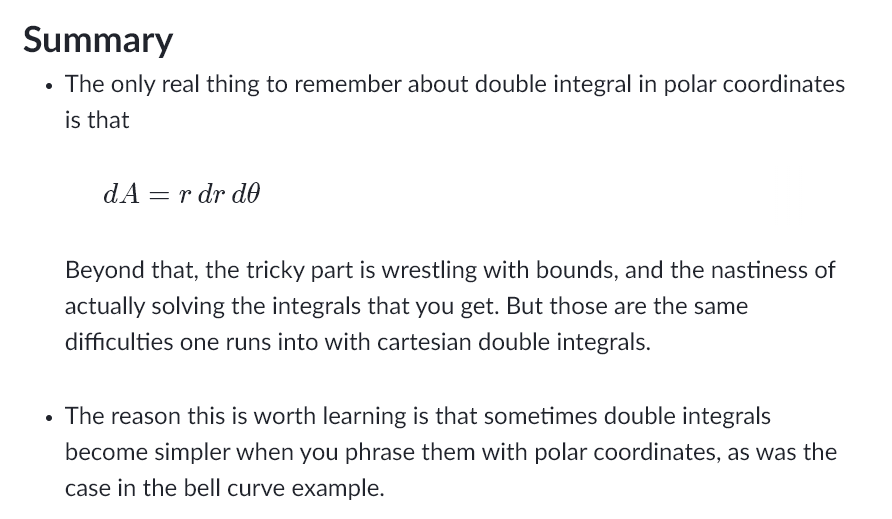 Summary
• The only real thing to remember about double integral in polar coordinates
is that
dA = r dr dθ
Beyond that, the tricky part is wrestling with bounds, and the nastiness of
actually solving the integrals that you get. But those are the same
difficulties one runs into with cartesian double integrals.
• The reason this is worth learning is that sometimes double integrals
become simpler when you phrase them with polar coordinates, as was the
case in the bell curve example.